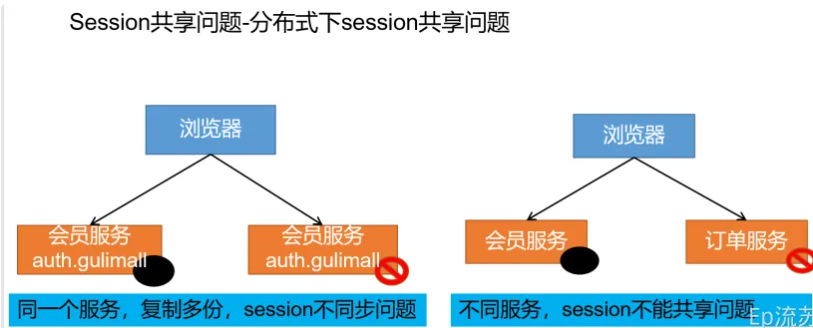 Session共享问题-分布式下session共享问题
浏览器
会员服务
auth.gulimall
会员服务
auth.gulimall
同一个服务，复制多份，session不同步问题
浏览器
会员服务
订单服务
不同服务，session不能共享问题
Ep流苏